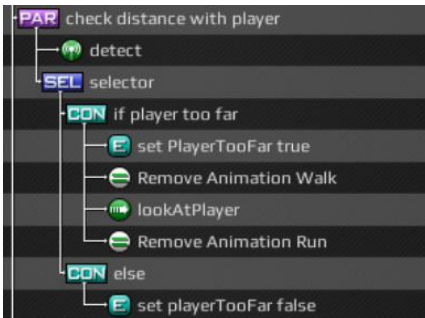 PAR check distance with player
detect
SEL selector
CON if player too far
E set PlayerTooFar true
Remove Animation Walk
lookAtPlayer
Remove Animation Run
CON else
E set playerTooFar false